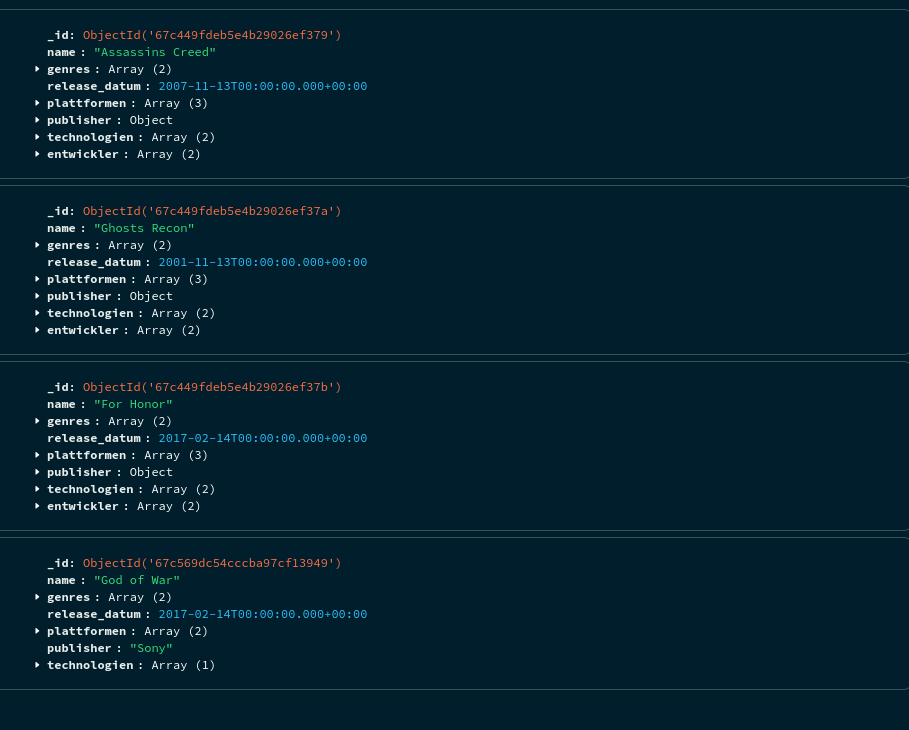 _id: ObjectId('67c449fdeb5e4b29026ef379')
name : "Assassins Creed"
genres : Array (2)
release_datum : 2007-11-13T00:00:00.000+00:00
plattformen : Array (3)
publisher : Object
technologien : Array (2)
entwickler : Array (2)
_id: ObjectId('67c449fdeb5e4b29026ef37a')
name : "Ghosts Recon"
genres : Array (2)
release_datum : 2001-11-13T00:00:00.000+00:00
plattformen : Array (3)
publisher : Object
technologien : Array (2)
entwickler : Array (2)
_id: ObjectId('67c449fdeb5e4b29026ef37b')
name : "For Honor"
genres : Array (2)
release_datum : 2017-02-14T00:00:00.000+00:00
plattformen : Array (3)
publisher : Object
technologien : Array (2)
entwickler : Array (2)
_id: ObjectId('67c569dc54cccba97cf13949')
name : "God of War"
genres : Array (2)
release_datum : 2017-02-14T00:00:00.000+00:00
plattformen : Array (2)
publisher : "Sony"
technologien : Array (1)